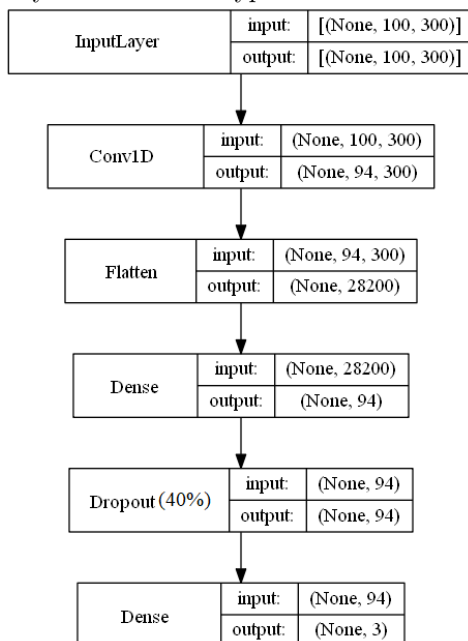 InputLayer
input: [(None, 100, 300)]
output: [(None, 100, 300)]
Conv1D
input: (None, 100, 300)
output: (None, 94, 300)
Flatten
input: (None, 94, 300)
output: (None, 28200)
Dense
input: (None, 28200)
output: (None, 94)
Dropout (40%)
input: (None, 94)
output: (None, 94)
Dense
input: (None, 94)
output: (None, 3)